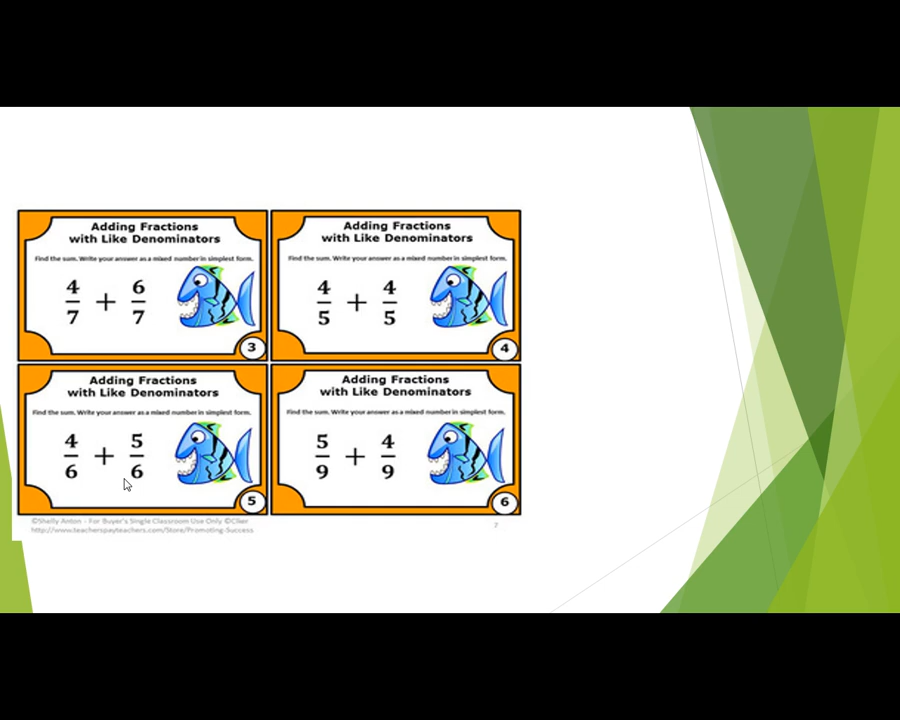 Adding Fractions
with Like Denominators
Find the sum. Write your answer as a mixed number in simplest form.
4/7 + 6/7
3
Adding Fractions
with Like Denominators
Find the sum. Write your answer as a mixed number in simplest form.
4/5 + 4/5
4
Adding Fractions
with Like Denominators
Find the sum. Write your answer as a mixed number in simplest form.
4/6 + 5/6
5
Adding Fractions
with Like Denominators
Find the sum. Write your answer as a mixed number in simplest form.
5/9 + 4/9
6
©Shelly Anton - For Buyer's Single Classroom Use Only ©Clker
http://www.teacherspayteachers.com/Store/Promoting-Success
7